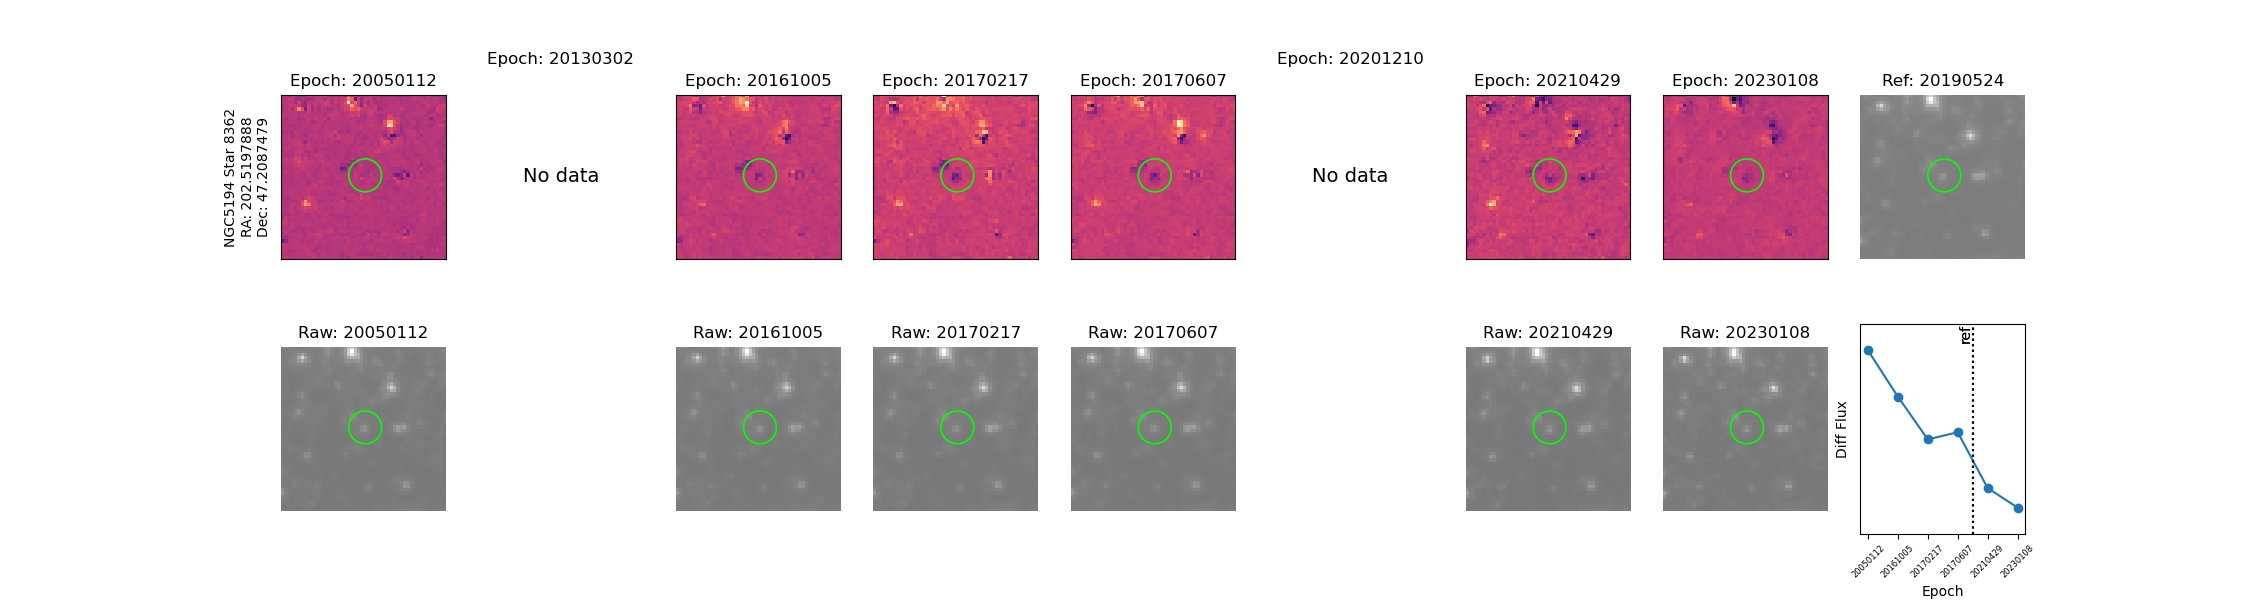 Epoch: 20130302
Epoch: 20201210
Epoch: 20050112
Epoch: 20161005
Epoch: 20170217
Epoch: 20170607
Epoch: 20210429
Epoch: 20230108
Ref: 20190524
NGC5194 Star 8362
RA: 202.5197888
Dec: 47.2087479
No data
No data
Raw: 20050112
Raw: 20161005
Raw: 20170217
Raw: 20170607
Raw: 20210429
Raw: 20230108
ref
Diff Flux
20050112
20161005
20170217
20170607
20210429
20230108
Epoch